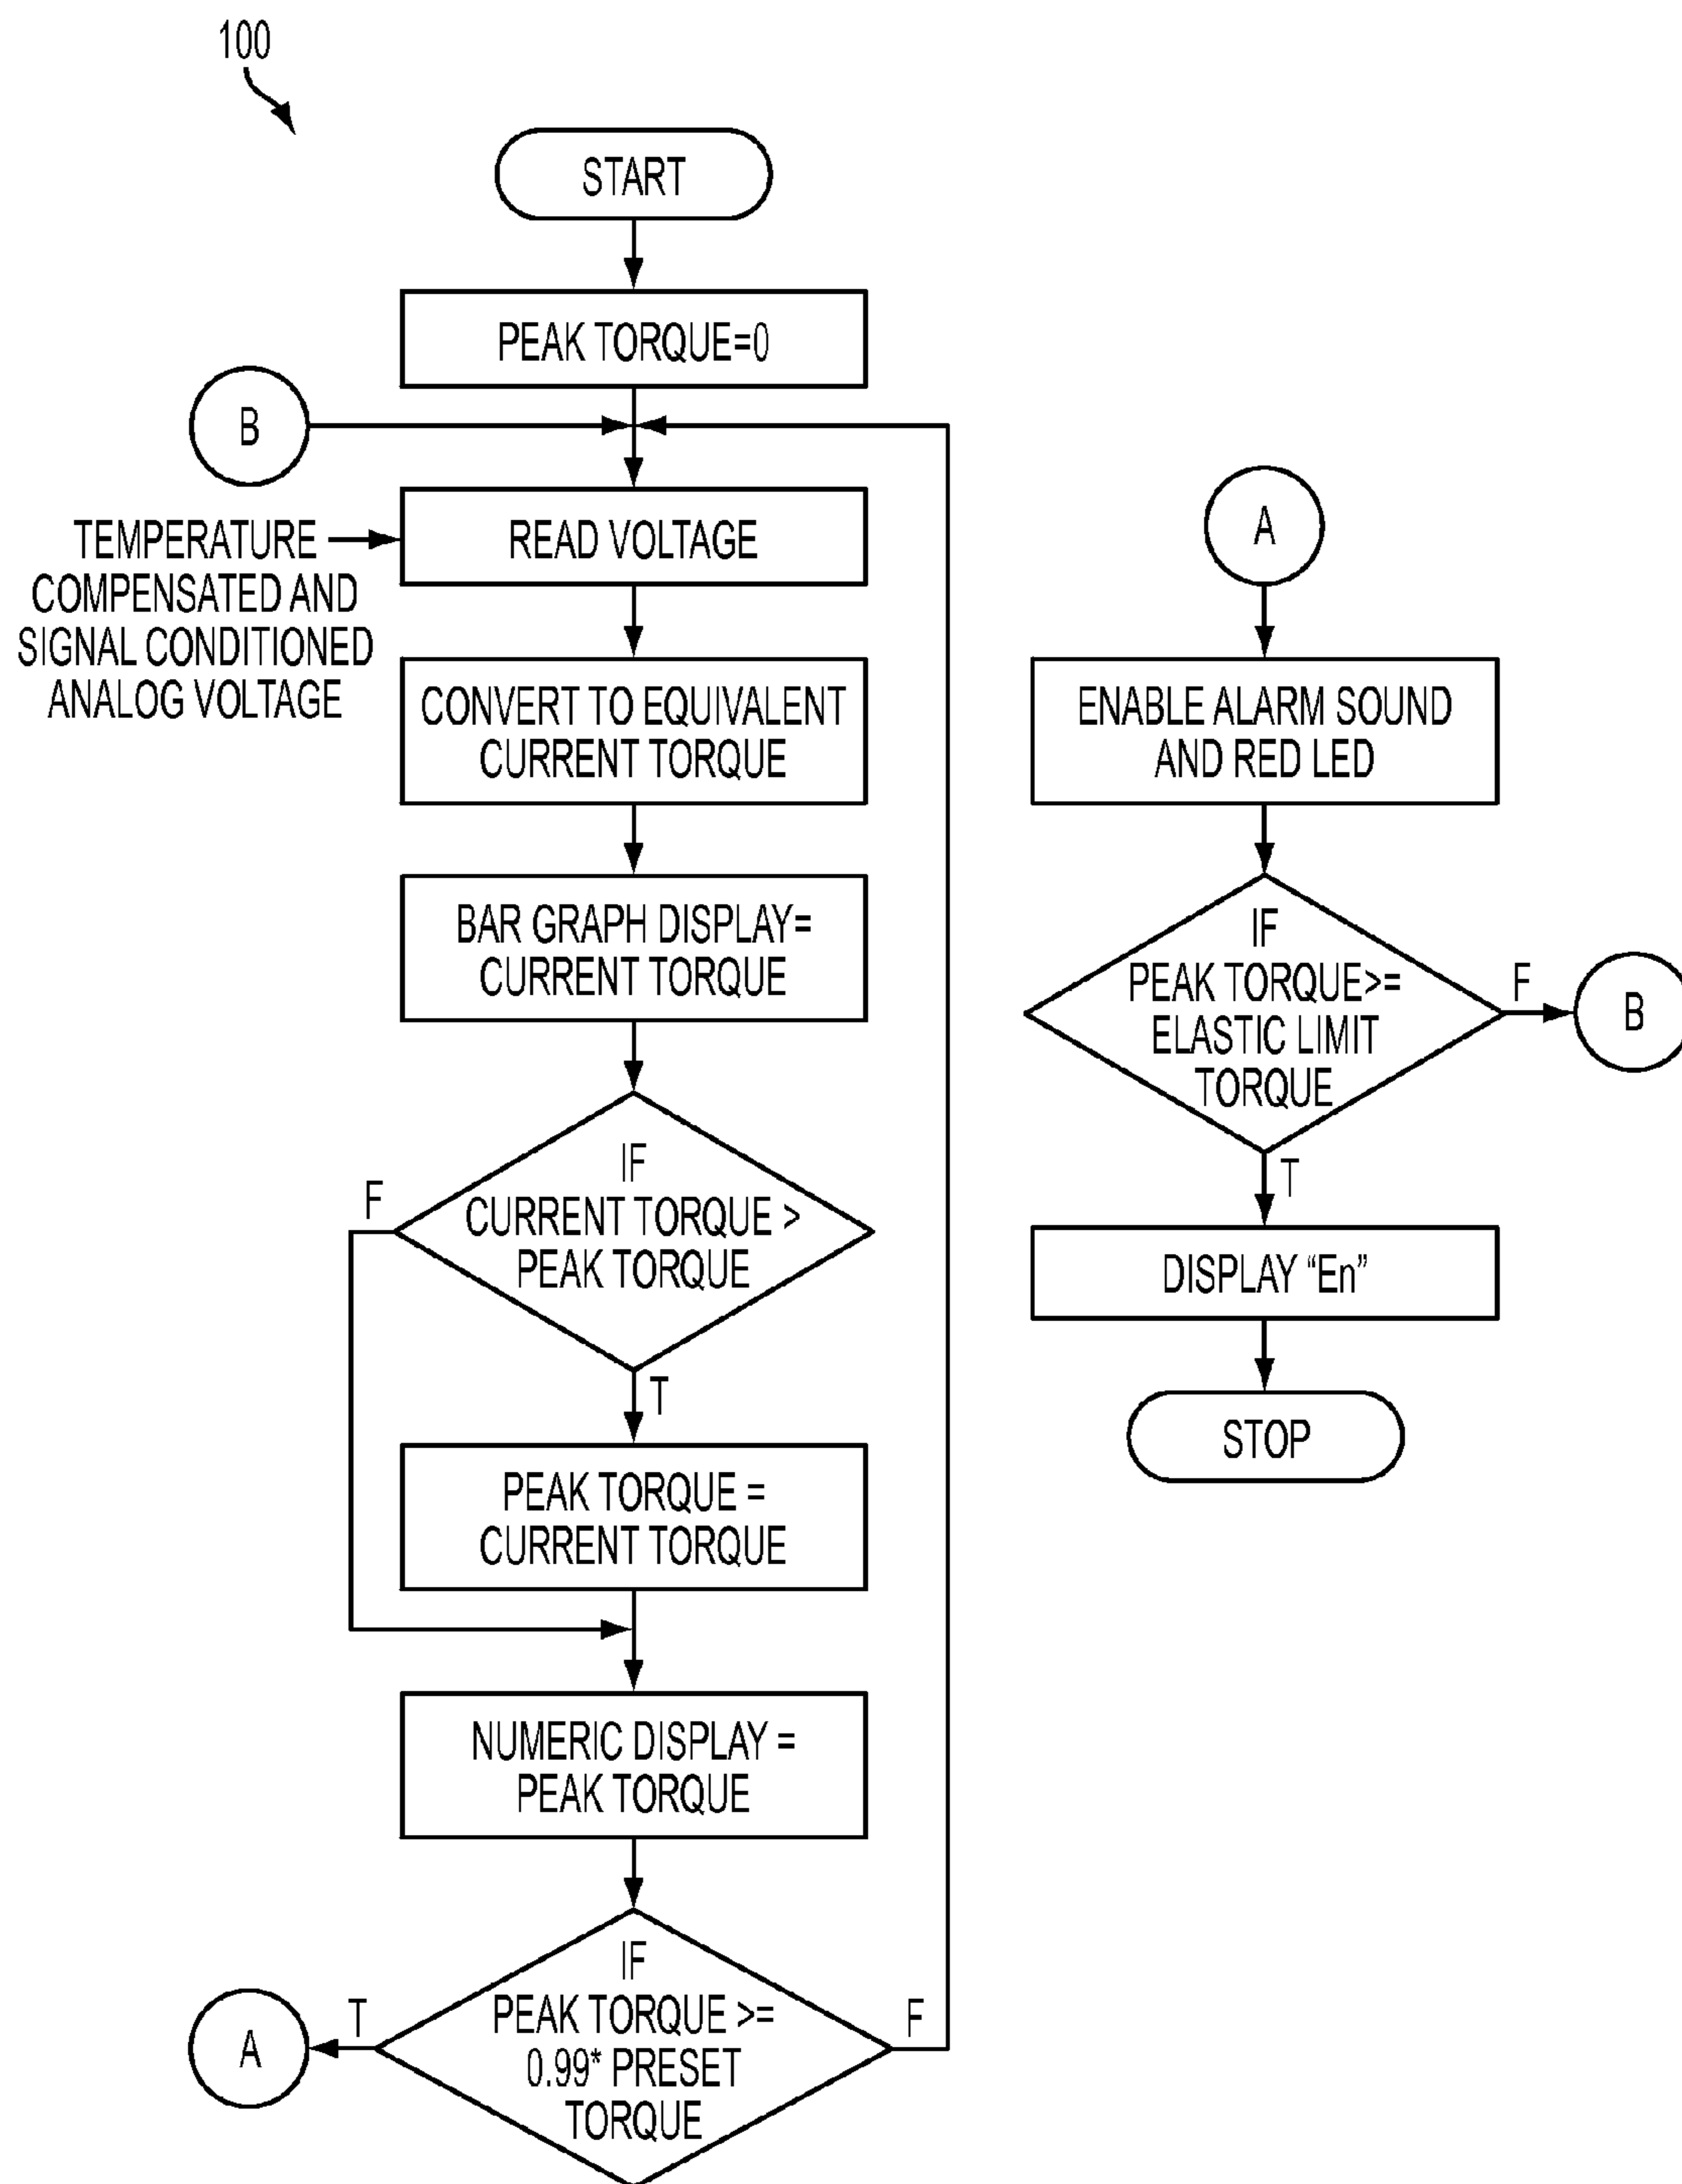 100
START
PEAK TORQUE=0
B
READ VOLTAGE
TEMPERATURE
COMPENSATED AND
SIGNAL CONDITIONED
ANALOG VOLTAGE
CONVERT TO EQUIVALENT
CURRENT TORQUE
BAR GRAPH DISPLAY=
CURRENT TORQUE
IF
CURRENT TORQUE >
PEAK TORQUE
F
T
PEAK TORQUE =
CURRENT TORQUE
NUMERIC DISPLAY =
PEAK TORQUE
IF
PEAK TORQUE >=
0.99* PRESET
TORQUE
T
F
A
A
ENABLE ALARM SOUND
AND RED LED
IF
PEAK TORQUE>=
ELASTIC LIMIT
TORQUE
F
B
T
DISPLAY “En”
STOP